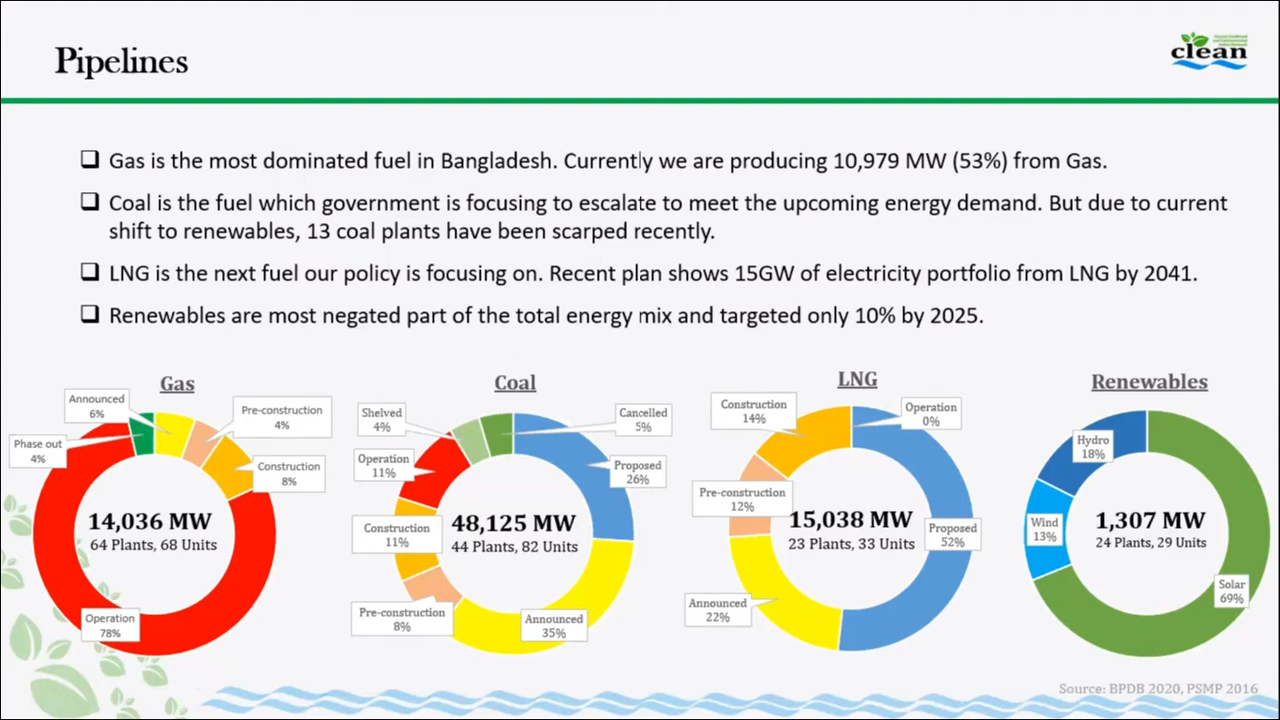 Pipelines
clean
❑ Gas is the most dominated fuel in Bangladesh. Currently we are producing 10,979 MW (53%) from Gas.
❑ Coal is the fuel which government is focusing to escalate to meet the upcoming energy demand. But due to current
shift to renewables, 13 coal plants have been scarped recently.
❑ LNG is the next fuel our policy is focusing on. Recent plan shows 15GW of electricity portfolio from LNG by 2041.
❑ Renewables are most negated part of the total energy mix and targeted only 10% by 2025.
Gas
Announced
6%
Pre-construction
4%
Phase out
4%
Construction
8%
14,036 MW
64 Plants, 68 Units
Operation
78%
Coal
Shelved
4%
Cancelled
5%
Operation
11%
Proposed
26%
Construction
11%
48,125 MW
44 Plants, 82 Units
Pre-construction
8%
Announced
35%
LNG
Construction
14%
Operation
0%
Pre-construction
12%
15,038 MW
23 Plants, 33 Units
Proposed
52%
Announced
22%
Renewables
Hydro
18%
Wind
13%
1,307 MW
24 Plants, 29 Units
Solar
69%
Source: BPDB 2020, PSMP 2016